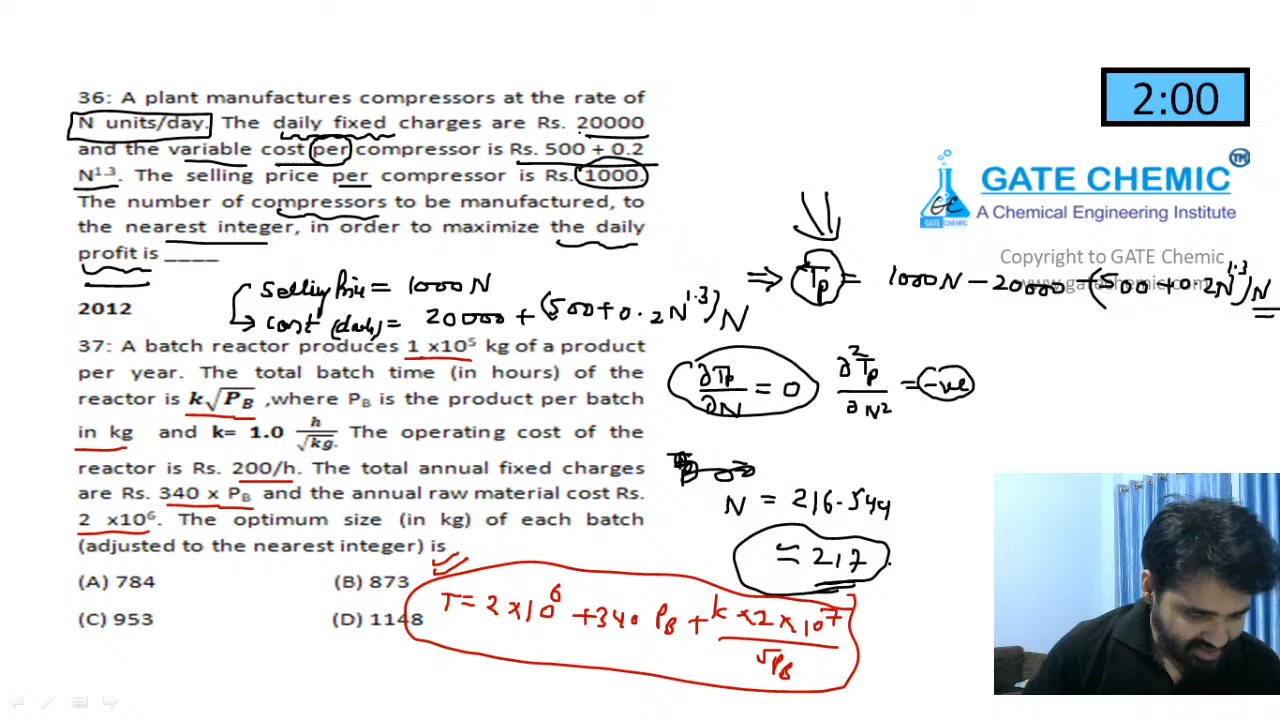 36: A plant manufactures compressors at the rate of
N units/day. The daily fixed charges are Rs. 20000
and the variable cost per compressor is Rs. 500 + 0.2
N^1.3. The selling price per compressor is Rs. 1000.
The number of compressors to be manufactured, to
the nearest integer, in order to maximize the daily
profit is ____
Selling Price = 1000 N
2012
Cost (daily) = 20000 + (500 + 0.2 N^1.3) N
37: A batch reactor produces 1 x10^5 kg of a product
per year. The total batch time (in hours) of the
reactor is k√P_B ,where P_B is the product per batch
in kg and k= 1.0 h/√kg. The operating cost of the
reactor is Rs. 200/h. The total annual fixed charges
are Rs. 340 x P_B and the annual raw material cost Rs.
2 x10^6. The optimum size (in kg) of each batch
(adjusted to the nearest integer) is
(A) 784 (B) 873
(C) 953 (D) 1148
T = 2 × 10^6 + 340 P_B + k × 2 × 10^7 / √P_B
2:00
TM
GATE CHEMIC
GATE CHEMIC
A Chemical Engineering Institute
Copyright to GATE Chemic
⇒ Tp = 1000N − 20000 − (500 + 0.2N^1.3) N
∂Tp/∂N = 0 ∂²Tp/∂N² = -ve
N = 216.544
≈ 217